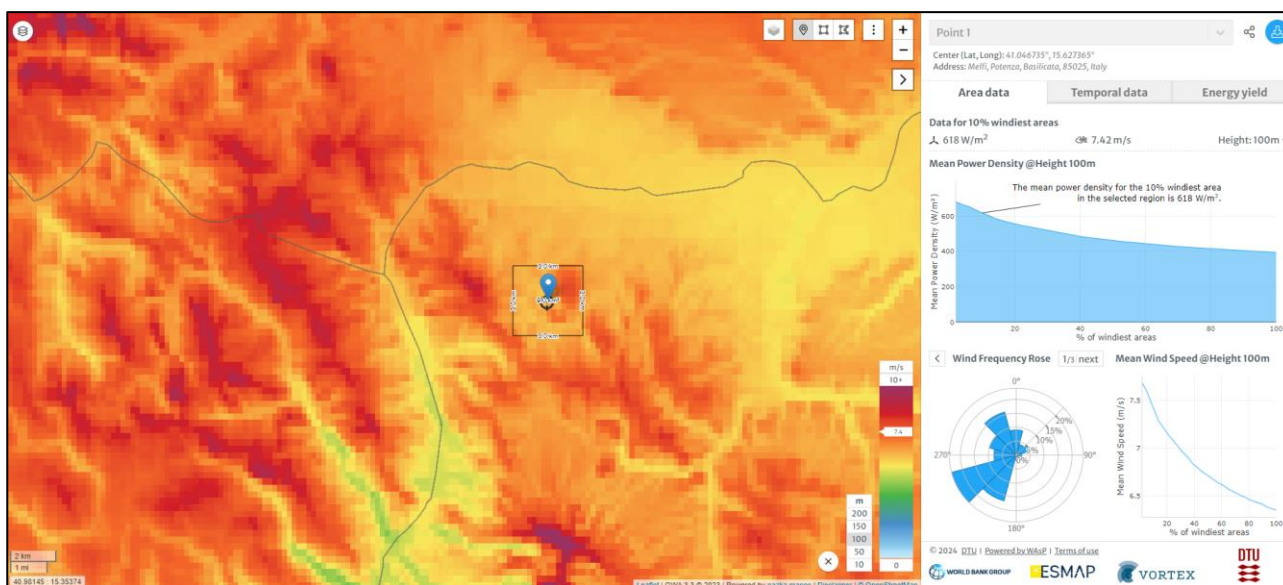 Point 1
Center (Lat, Long): 41.046735°, 15.627365°
Address: Melfi, Potenza, Basilicata, 85025, Italy
Area data
Temporal data
Energy yield
Data for 10% windiest areas
618 W/m²
7.42 m/s
Height: 100m
Mean Power Density @Height 100m
The mean power density for the 10% windiest area
in the selected region is 618 W/m².
Mean Power Density (W/m²)
600
400
200
0
20
40
60
80
100
% of windiest areas
< Wind Frequency Rose 1/3 next
Mean Wind Speed @Height 100m
0°
20%
15%
10%
0%
270°
90°
180°
Mean Wind Speed (m/s)
7.5
7
6.5
20
40
60
80
100
% of windiest areas
+
−
2.2 km
2.2 km
m/s
10+
7.4
0
m
200
150
100
50
10
2 km
1 mi
40.98145 : 15.35374
© 2024 DTU | Powered by WAsP | Terms of use
WORLD BANK GROUP
ESMAP
VORTEX
DTU